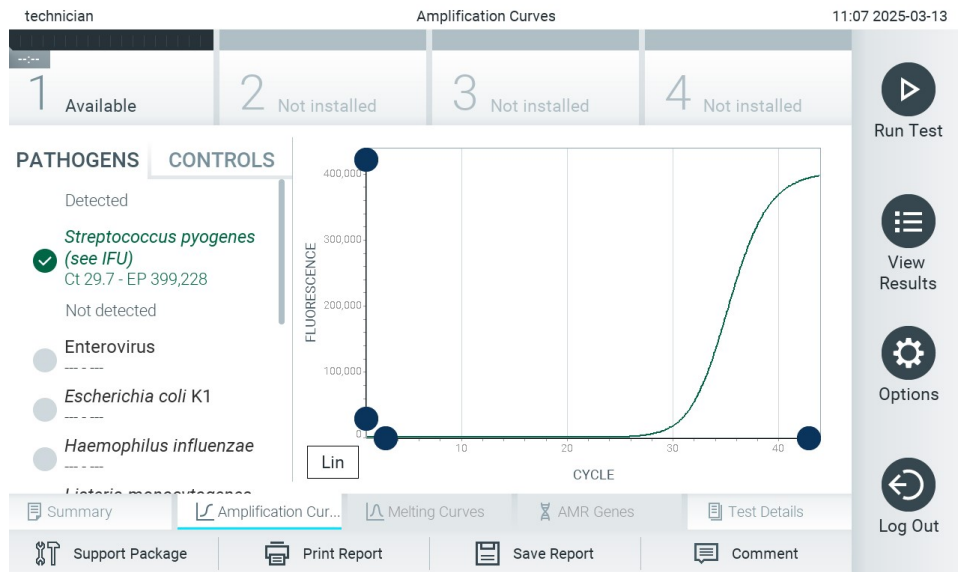 technician
Amplification Curves
11:07 2025-03-13
--:--
1 Available
2 Not installed
3 Not installed
4 Not installed
Run Test
View
Results
Options
Log Out
PATHOGENS
CONTROLS
Detected
Streptococcus pyogenes
(see IFU)
Ct 29.7 - EP 399,228
Not detected
Enterovirus
--- - ---
Escherichia coli K1
--- - ---
Haemophilus influenzae
--- - ---
Listeria monocytogenes
FLUORESCENCE
400,000
300,000
200,000
100,000
0
10
20
30
40
CYCLE
Lin
Summary
Amplification Cur...
Melting Curves
AMR Genes
Test Details
Support Package
Print Report
Save Report
Comment